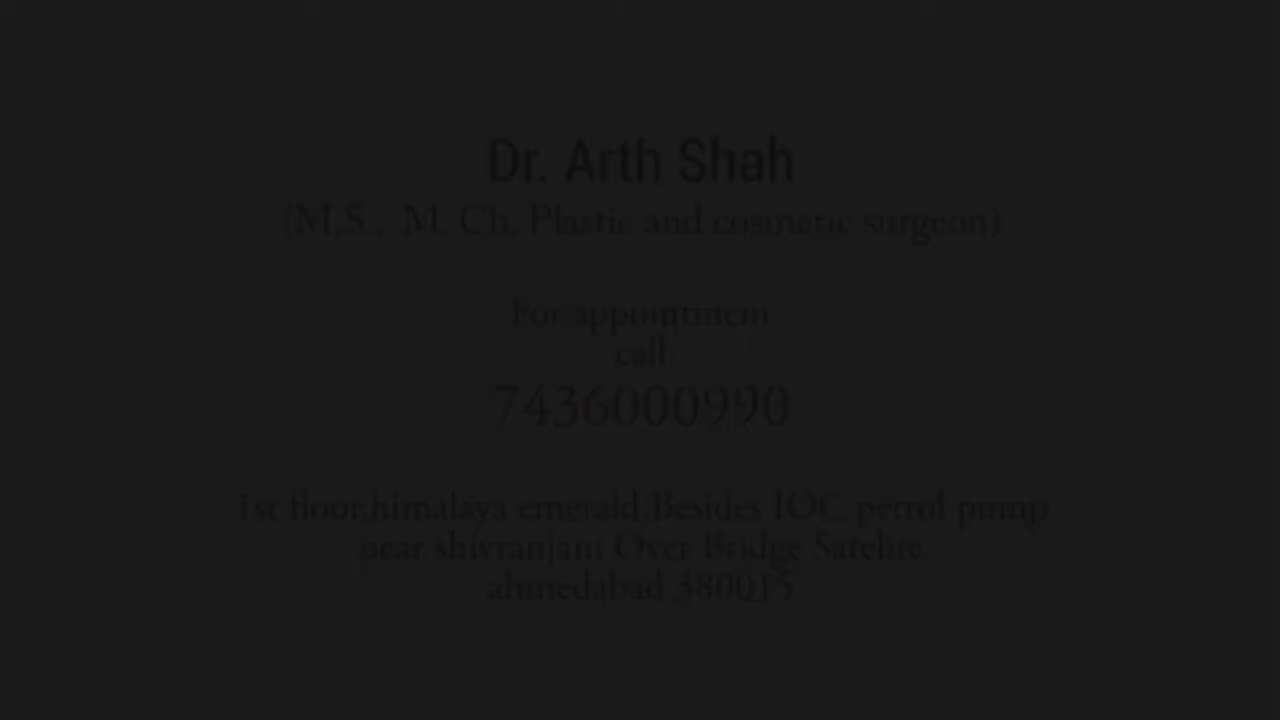 Dr. Arth Shah
(M.S., M. Ch, Plastic and cosmetic surgeon)
For appointment
call
7436000990
1st floor,himalaya emerald,Besides IOC petrol pump
near shivranjani Over Bridge Satelite
ahmedabad 380015